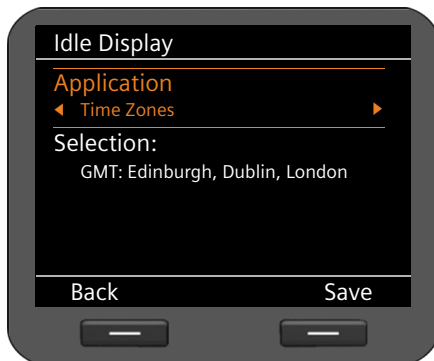 Idle Display
Application
Time Zones
Selection:
GMT: Edinburgh, Dublin, London
Back Save